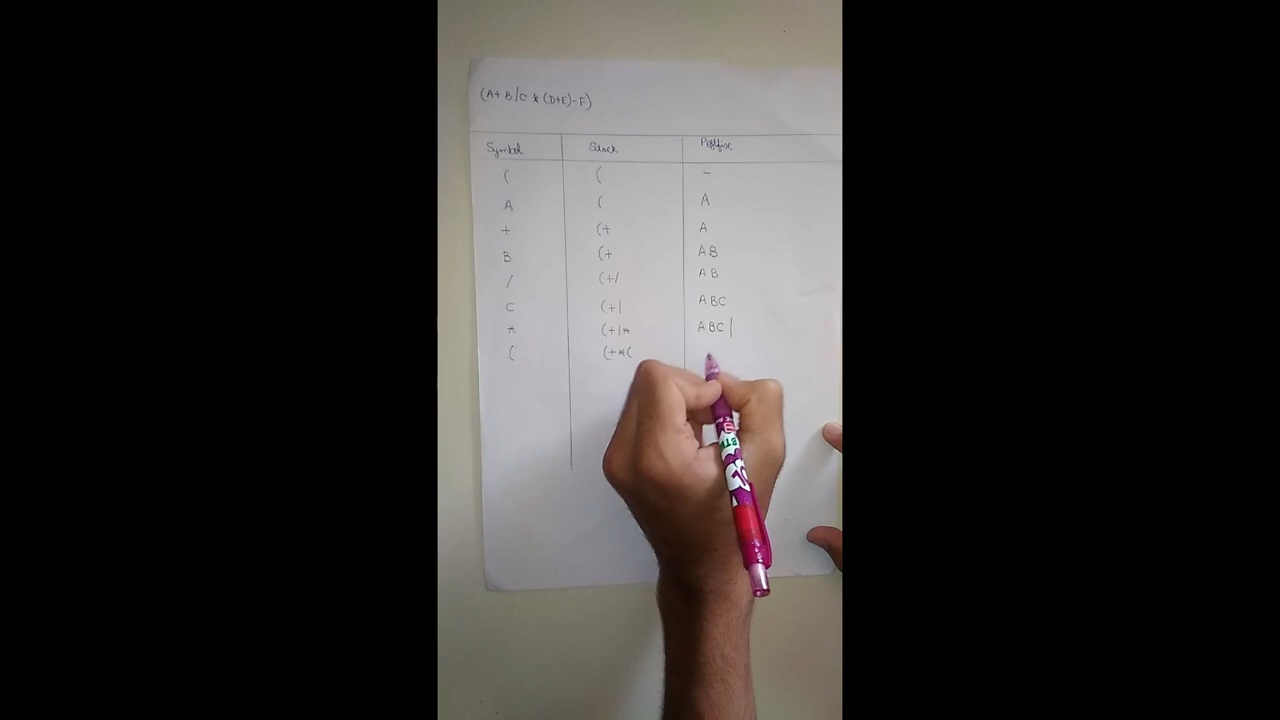 (A+ B/C * (D+E)-F)
Symbol Stack Postfix
( ( -
A ( A
+ (+ A
B (+ AB
/ (+/ AB
C (+/ ABC
* (+/* ABC/
( (+*(